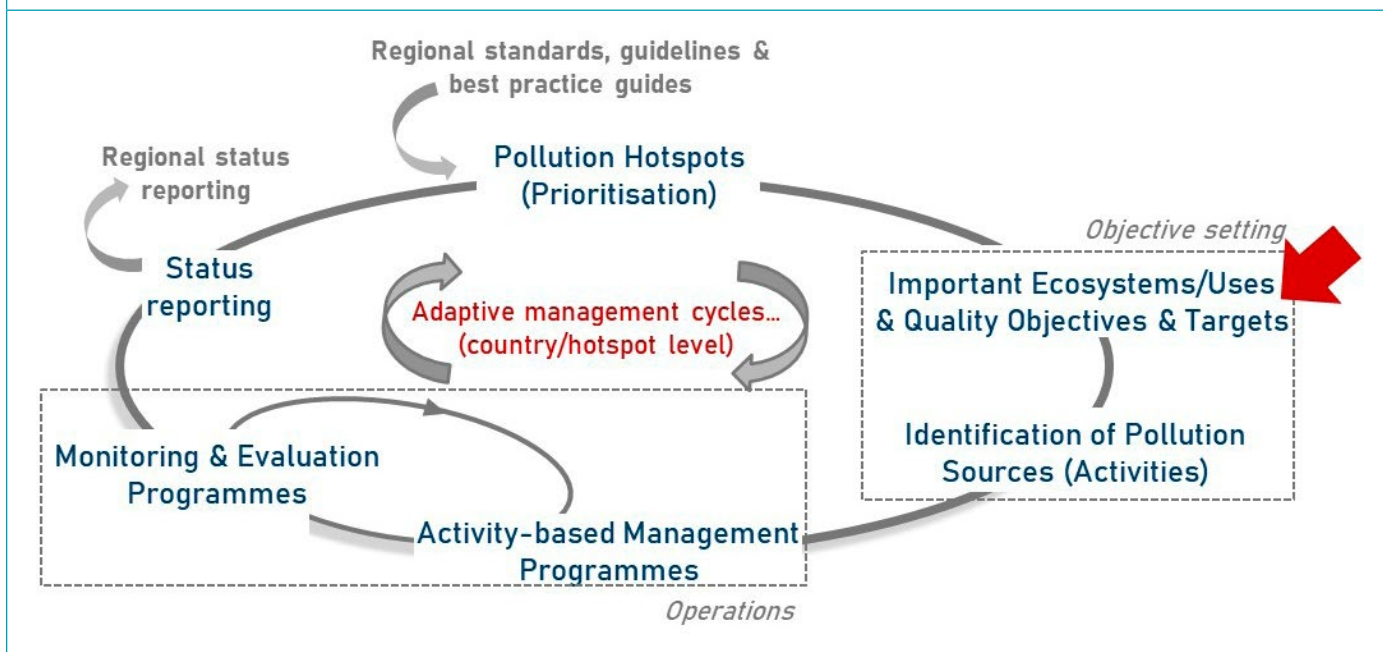 Regional standards, guidelines &
best practice guides
Regional status
reporting
Pollution Hotspots
(Prioritisation)
Objective setting
Important Ecosystems/Uses
& Quality Objectives & Targets
Status
reporting
Adaptive management cycles…
(country/hotspot level)
Identification of Pollution
Sources (Activities)
Monitoring & Evaluation
Programmes
Activity-based Management
Programmes
Operations